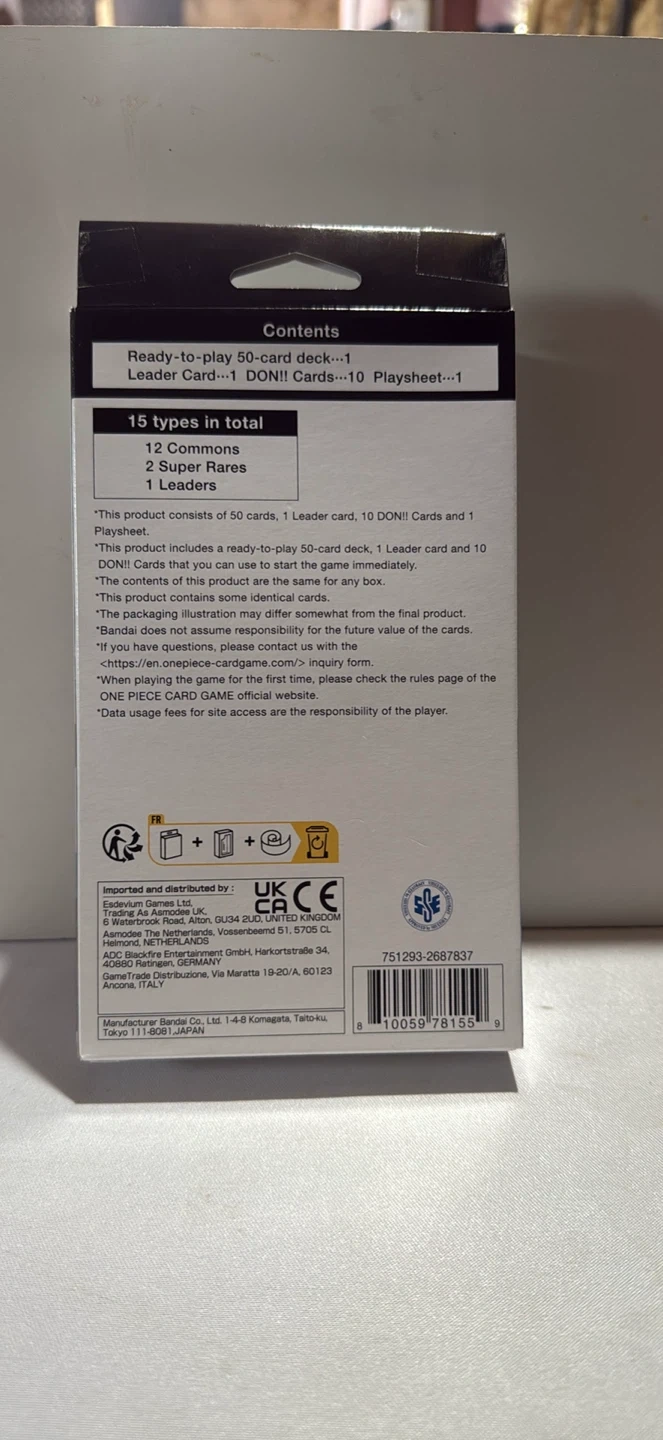 Contents
Ready-to-play 50-card deck···1
Leader Card···1 DON!! Cards···10 Playsheet···1
15 types in total
12 Commons
2 Super Rares
1 Leaders
*This product consists of 50 cards, 1 Leader card, 10 DON!! Cards and 1
Playsheet.
*This product includes a ready-to-play 50-card deck, 1 Leader card and 10
DON!! Cards that you can use to start the game immediately.
*The contents of this product are the same for any box.
*This product contains some identical cards.
*The packaging illustration may differ somewhat from the final product.
*Bandai does not assume responsibility for the future value of the cards.
*If you have questions, please contact us with the
<https://en.onepiece-cardgame.com/> inquiry form.
*When playing the game for the first time, please check the rules page of the
ONE PIECE CARD GAME official website.
*Data usage fees for site access are the responsibility of the player.
FR
+ +
Imported and distributed by :
UK
CA CE
Esdevium Games Ltd,
Trading As Asmodee UK,
6 Waterbrook Road, Alton, GU34 2UD, UNITED KINGDOM
Asmodee The Netherlands, Vossenbeemd 51, 5705 CL
Helmond, NETHERLANDS
ADC Blackfire Entertainment GmbH, Harkortstraße 34,
40880 Ratingen, GERMANY
GameTrade Distribuzione, Via Maratta 19-20/A, 60123
Ancona, ITALY
Manufacturer Bandai Co., Ltd. 1-4-8 Komagata, Taito-ku,
Tokyo 111-8081,JAPAN
751293-2687837
8 10059 78155 9